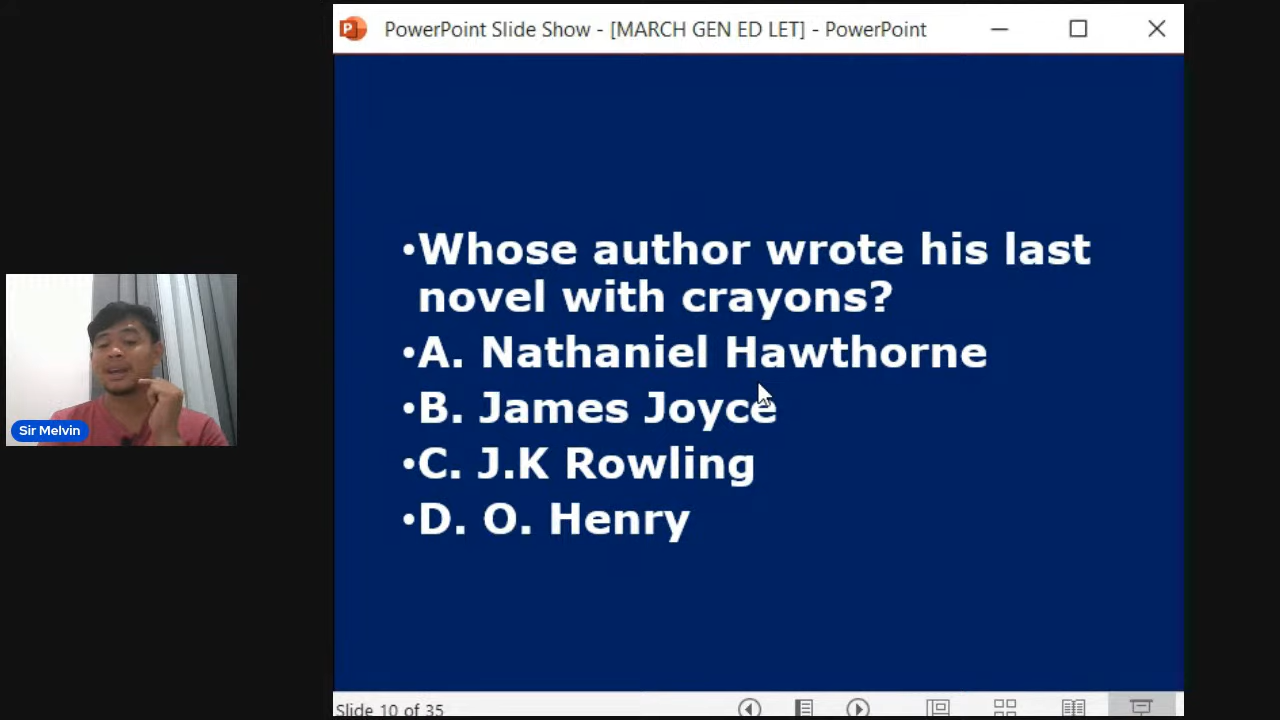 PowerPoint Slide Show - [MARCH GEN ED LET] - PowerPoint
•Whose author wrote his last
novel with crayons?
•A. Nathaniel Hawthorne
•B. James Joyce
•C. J.K Rowling
•D. O. Henry
Sir Melvin
Slide 10 of 35